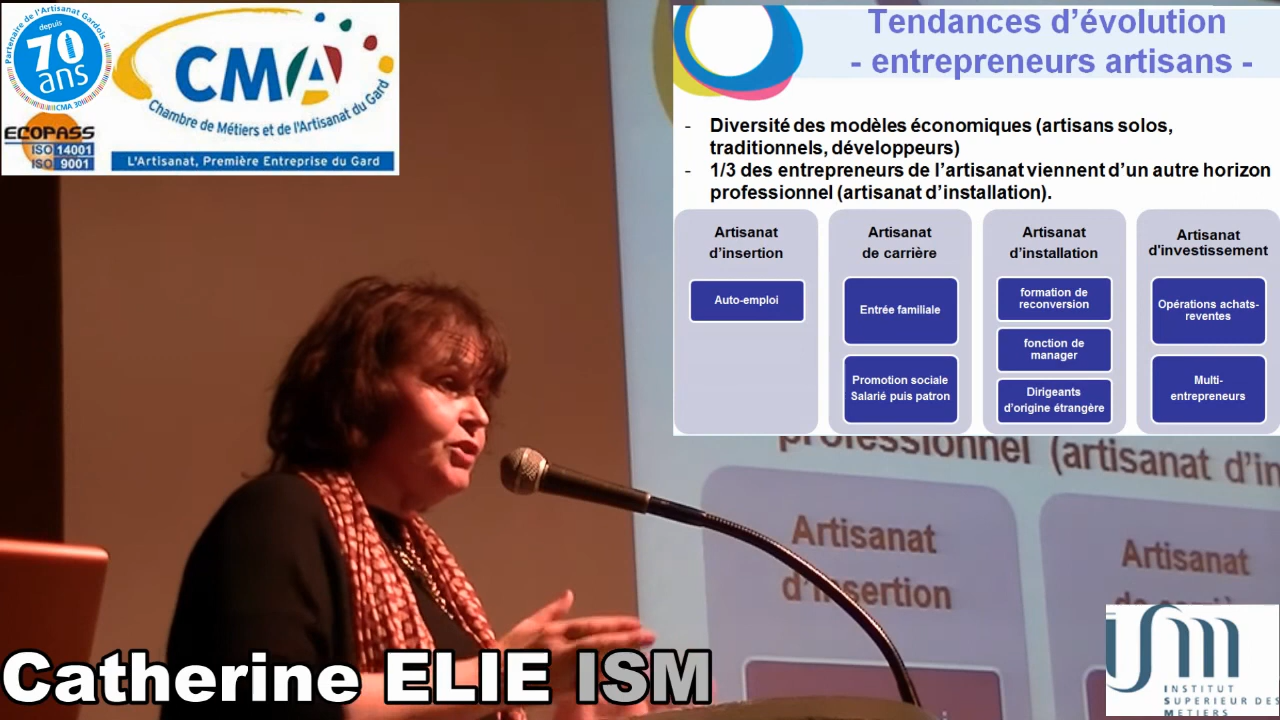 Partenaire de l'Artisanat Gardois
depuis
70
ans
CMA 30
ECOPASS
ISO 14001
ISO 9001
CMA
Chambre de Métiers et de l'Artisanat du Gard
L'Artisanat, Première Entreprise du Gard
Tendances d'évolution
- entrepreneurs artisans -
- Diversité des modèles économiques (artisans solos,
traditionnels, développeurs)
- 1/3 des entrepreneurs de l'artisanat viennent d'un autre horizon
professionnel (artisanat d'installation).
Artisanat
d'insertion
Auto-emploi
Artisanat
de carrière
Entrée familiale
Promotion sociale
Salarié puis patron
Artisanat
d'installation
formation de
reconversion
fonction de
manager
Dirigeants
d'origine étrangère
Artisanat
d'investissement
Opérations achats-
reventes
Multi-
entrepreneurs
professionnel (artisanat d'in
Artisanat
d'insertion
Artisanat
de carrière
Catherine ELIE ISM
ism
INSTITUT
SUPERIEUR DES
METIERS